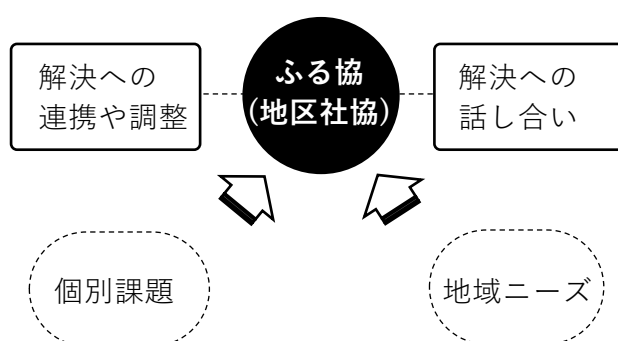 解決への
連携や調整
ふる協
(地区社協)
解決への
話し合い
個別課題
地域ニーズ